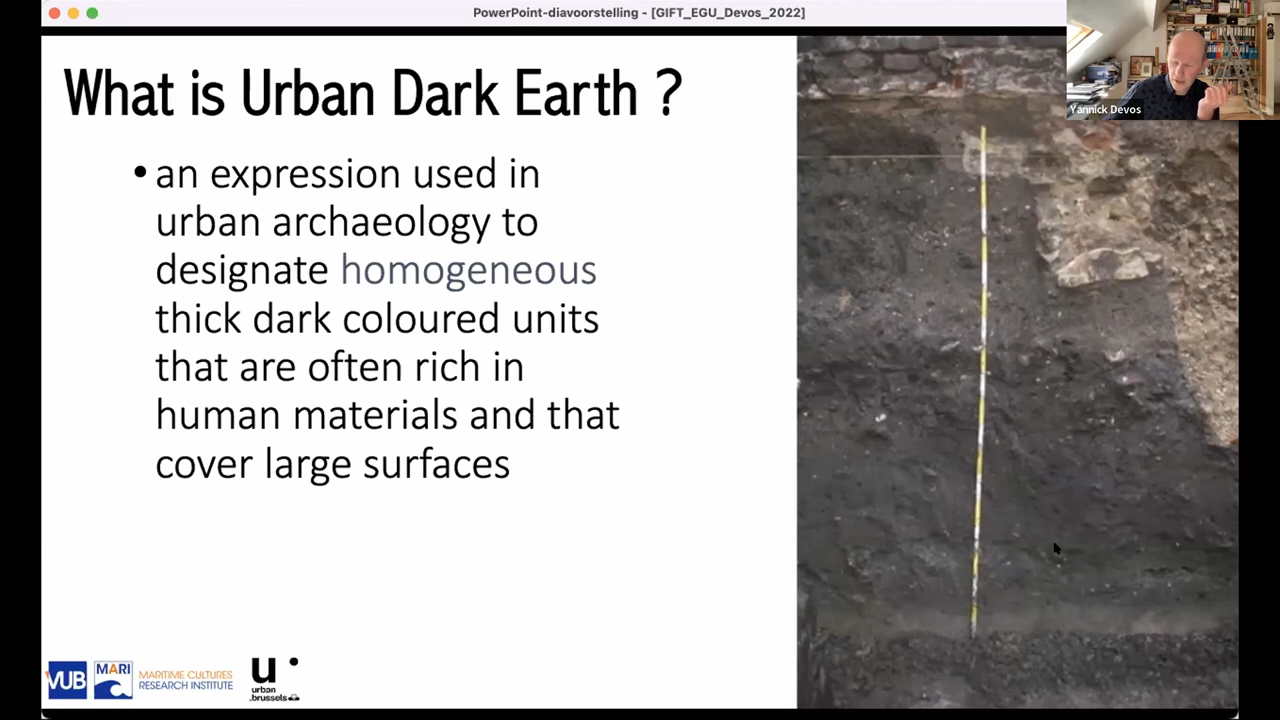 PowerPoint-diavoorstelling - [GIFT_EGU_Devos_2022]
Yannick Devos
What is Urban Dark Earth ?
• an expression used in
urban archaeology to
designate homogeneous
thick dark coloured units
that are often rich in
human materials and that
cover large surfaces
VUB
MARI
MARITIME CULTURES
RESEARCH INSTITUTE
u
urban
.brussels